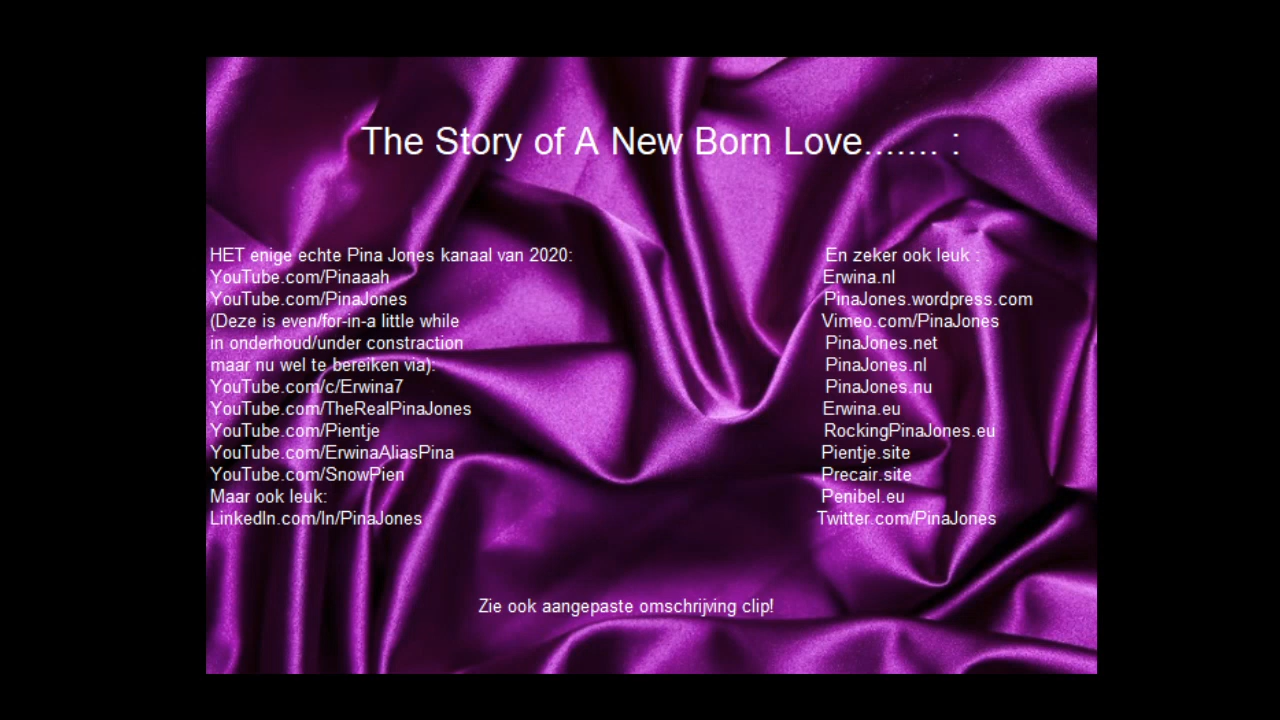 The Story of A New Born Love....... :
HET enige echte Pina Jones kanaal van 2020:
YouTube.com/Pinaaah
YouTube.com/PinaJones
(Deze is even/for-in-a little while
in onderhoud/under constraction
maar nu wel te bereiken via):
YouTube.com/c/Erwina7
YouTube.com/TheRealPinaJones
YouTube.com/Pientje
YouTube.com/ErwinaAliasPina
YouTube.com/SnowPien
Maar ook leuk:
LinkedIn.com/In/PinaJones
En zeker ook leuk :
Erwina.nl
PinaJones.wordpress.com
Vimeo.com/PinaJones
PinaJones.net
PinaJones.nl
PinaJones.nu
Erwina.eu
RockingPinaJones.eu
Pientje.site
Precair.site
Penibel.eu
Twitter.com/PinaJones
Zie ook aangepaste omschrijving clip!